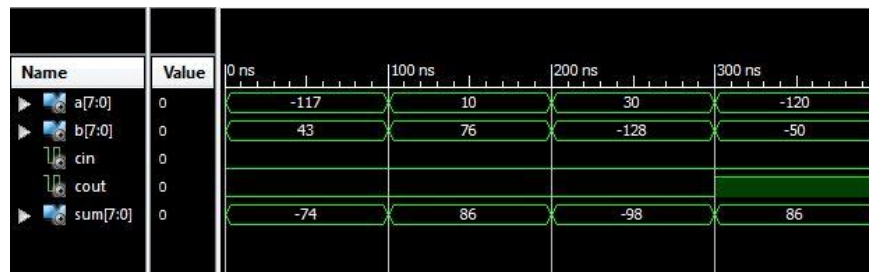 Name Value 0 ns 100 ns 200 ns 300 ns
a[7:0] 0 -117 10 30 -120
b[7:0] 0 43 76 -128 -50
cin 0
cout 0
sum[7:0] 0 -74 86 -98 86